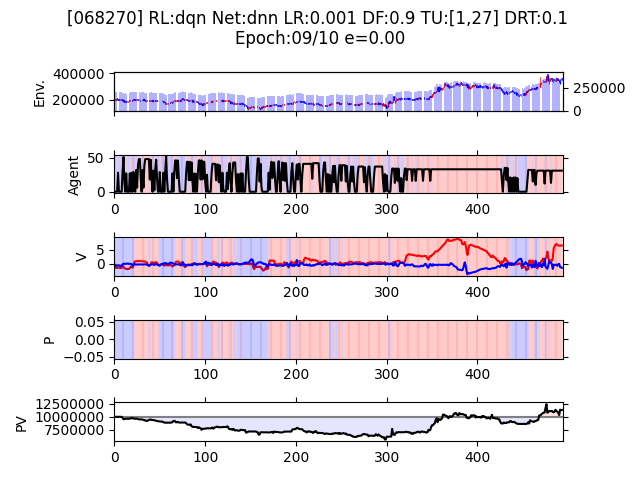 [068270] RL:dqn Net:dnn LR:0.001 DF:0.9 TU:[1,27] DRT:0.1
Epoch:09/10 e=0.00
400000
200000
Env.
250000
0
50
0
Agent
0 100 200 300 400
5
0
V
0 100 200 300 400
0.05
0.00
−0.05
P
0 100 200 300 400
12500000
10000000
7500000
PV
0 100 200 300 400